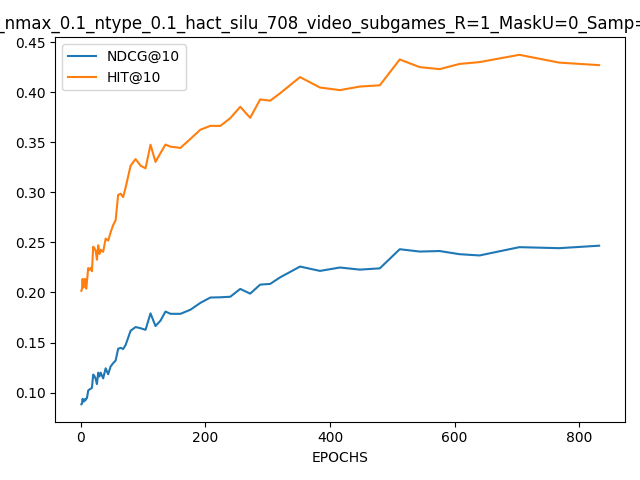 _nmax_0.1_ntype_0.1_hact_silu_708_video_subgames_R=1_MaskU=0_Samp=
NDCG@10
HIT@10
0.45
0.40
0.35
0.30
0.25
0.20
0.15
0.10
0 200 400 600 800
EPOCHS